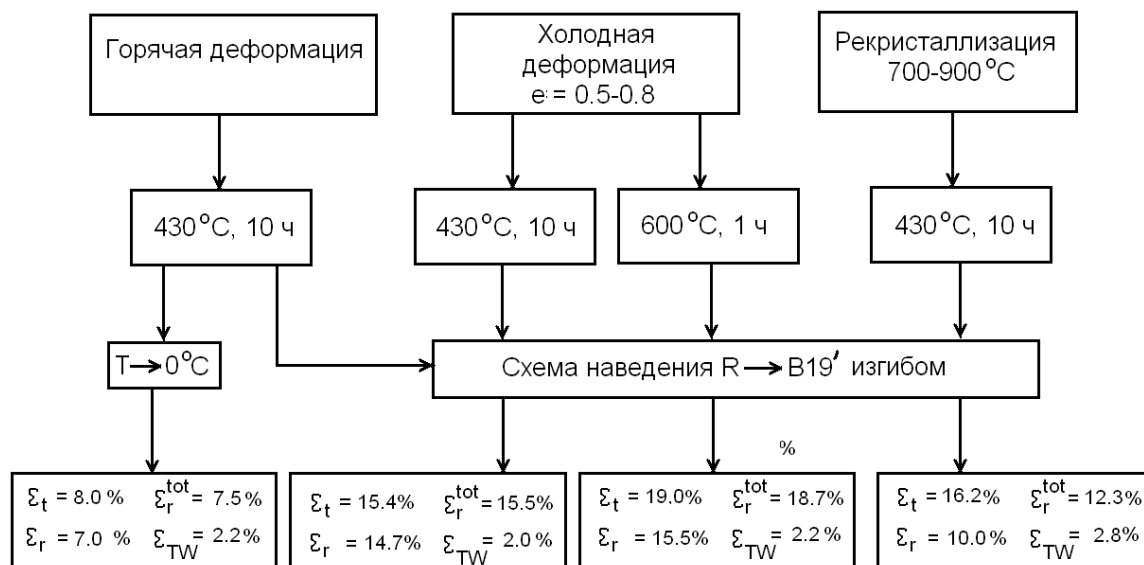 Горячая деформация
Холодная
деформация
e = 0.5-0.8
Рекристаллизация
700-900°C
430°C, 10 ч
430°C, 10 ч
600°C, 1 ч
430°C, 10 ч
T→0°C
Схема наведения R→B19′ изгибом
%
Σt = 8.0 % Σr^tot = 7.5%
Σr = 7.0 % ΣTW = 2.2%
Σt = 15.4% Σr^tot = 15.5%
Σr = 14.7% ΣTW = 2.0 %
Σt = 19.0% Σr^tot = 18.7%
Σr = 15.5% ΣTW = 2.2 %
Σt = 16.2% Σr^tot = 12.3%
Σr = 10.0% ΣTW = 2.8%